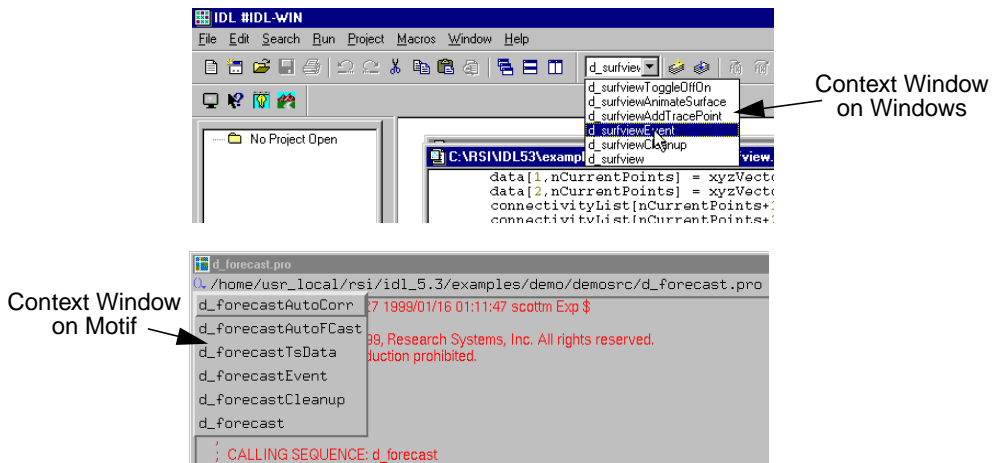 IDL #IDL-WIN
File Edit Search Run Project Macros Window Help
d_surfview
Context Window
on Windows
d_surfviewToggleOffOn
d_surfviewAnimateSurface
d_surfviewAddTracePoint
d_surfviewEvent
d_surfviewCleanup
d_surfview
No Project Open
C:\RSI\IDL53\exampl
view.
data[1,nCurrentPoints] = xyzVecto
data[2,nCurrentPoints] = xyzVecto
connectivityList[nCurrentPoints+
connectivityList[nCurrentPoints+
d_forecast.pro
/home/usr_local/rsi/idl_5.3/examples/demo/demosrc/d_forecast.pro
Context Window
on Motif
d_forecastAutoCorr
27 1999/01/16 01:11:47 scottm Exp $
d_forecastAutoFCast
99, Research Systems, Inc. All rights reserved.
d_forecastTsData
duction prohibited.
d_forecastEvent
d_forecastCleanup
d_forecast
;
; CALLING SEQUENCE: d_forecast